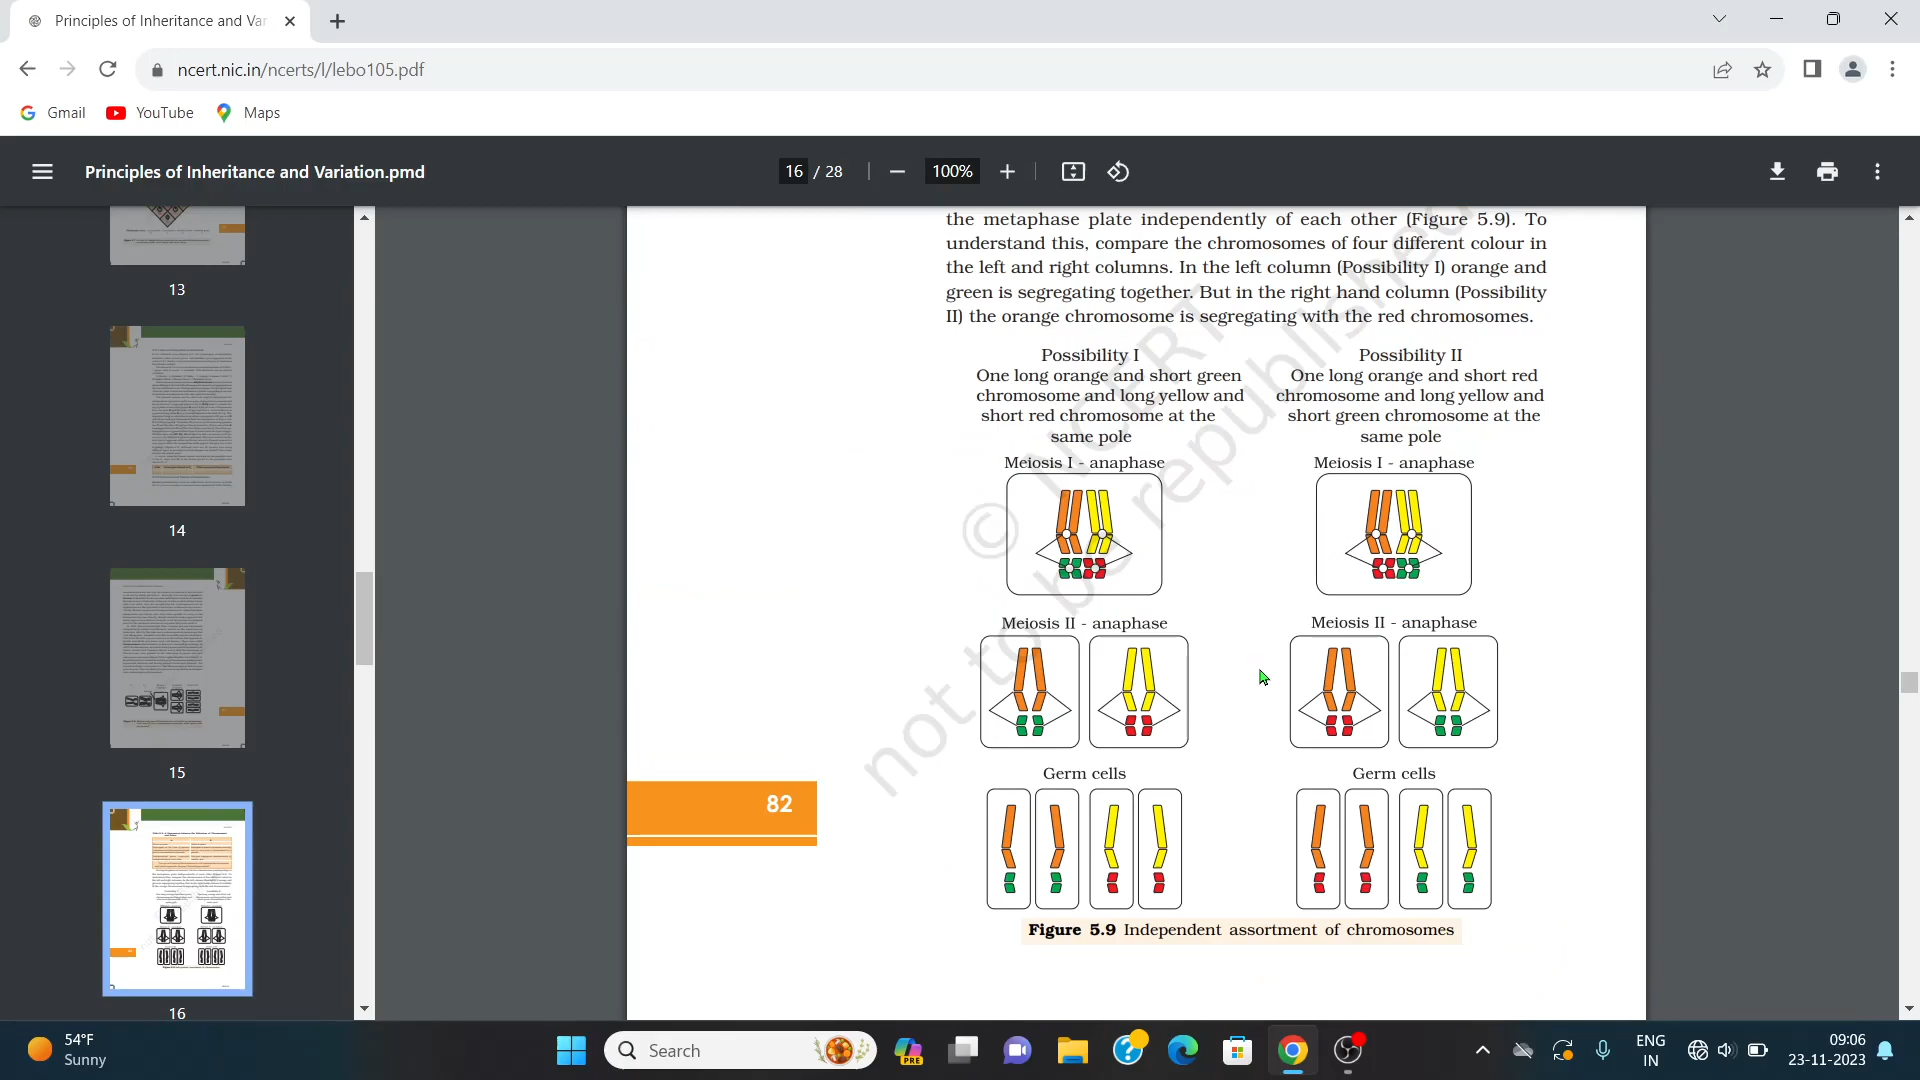 Principles of Inheritance and Var
ncert.nic.in/ncerts/l/lebo105.pdf
Gmail
YouTube
Maps
Principles of Inheritance and Variation.pmd
16 / 28
100%
13
14
15
16
the metaphase plate independently of each other (Figure 5.9). To
understand this, compare the chromosomes of four different colour in
the left and right columns. In the left column (Possibility I) orange and
green is segregating together. But in the right hand column (Possibility
II) the orange chromosome is segregating with the red chromosomes.
Possibility I
One long orange and short green
chromosome and long yellow and
short red chromosome at the
same pole
Possibility II
One long orange and short red
chromosome and long yellow and
short green chromosome at the
same pole
Meiosis I - anaphase
Meiosis I - anaphase
Meiosis II - anaphase
Meiosis II - anaphase
Germ cells
Germ cells
82
Figure 5.9 Independent assortment of chromosomes
© NCERT
not to be republished
54°F
Sunny
Search
PRE
ENG
IN
09:06
23-11-2023